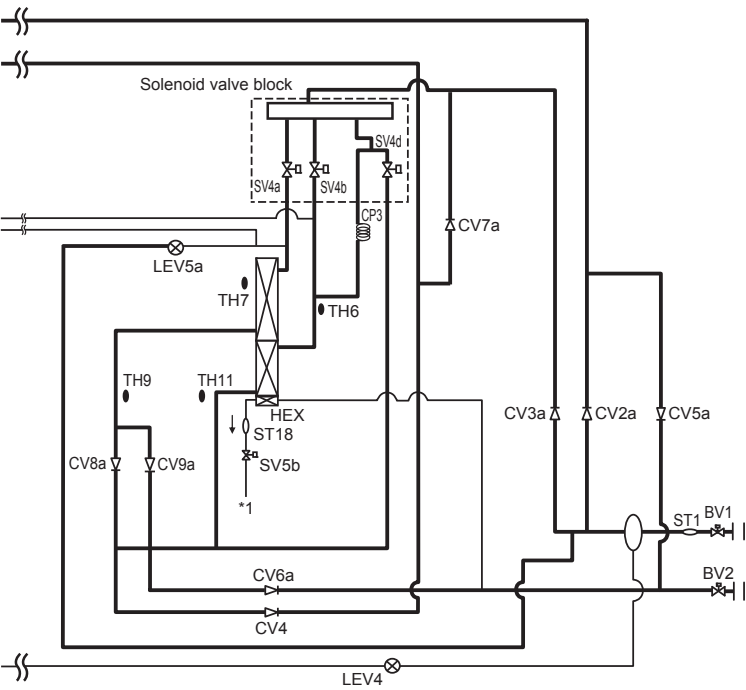 Solenoid valve block
SV4d
SV4a
SV4b
CP3
CV7a
LEV5a
TH7
TH6
TH9
TH11
HEX
CV3a
CV2a
CV5a
ST18
CV8a
CV9a
SV5b
*1
ST1
BV1
CV6a
BV2
CV4
LEV4